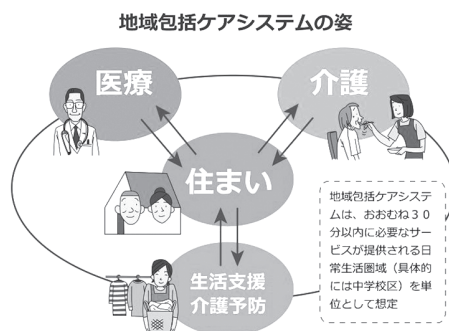 地域包括ケアシステムの姿
医療
介護
住まい
生活支援
介護予防
地域包括ケアシステ
ムは、おおむね30
分以内に必要なサー
ビスが提供される日
常生活圏域（具体的
には中学校区）を単
位として想定